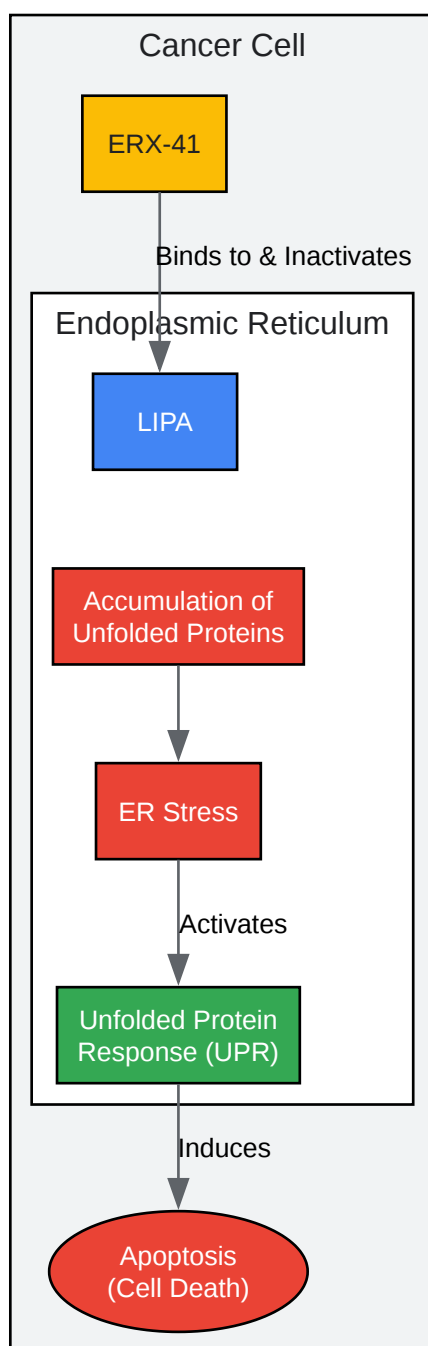 Cancer Cell
ERX-41
Binds to & Inactivates
Endoplasmic Reticulum
LIPA
Accumulation of
Unfolded Proteins
ER Stress
Activates
Unfolded Protein
Response (UPR)
Induces
Apoptosis
(Cell Death)